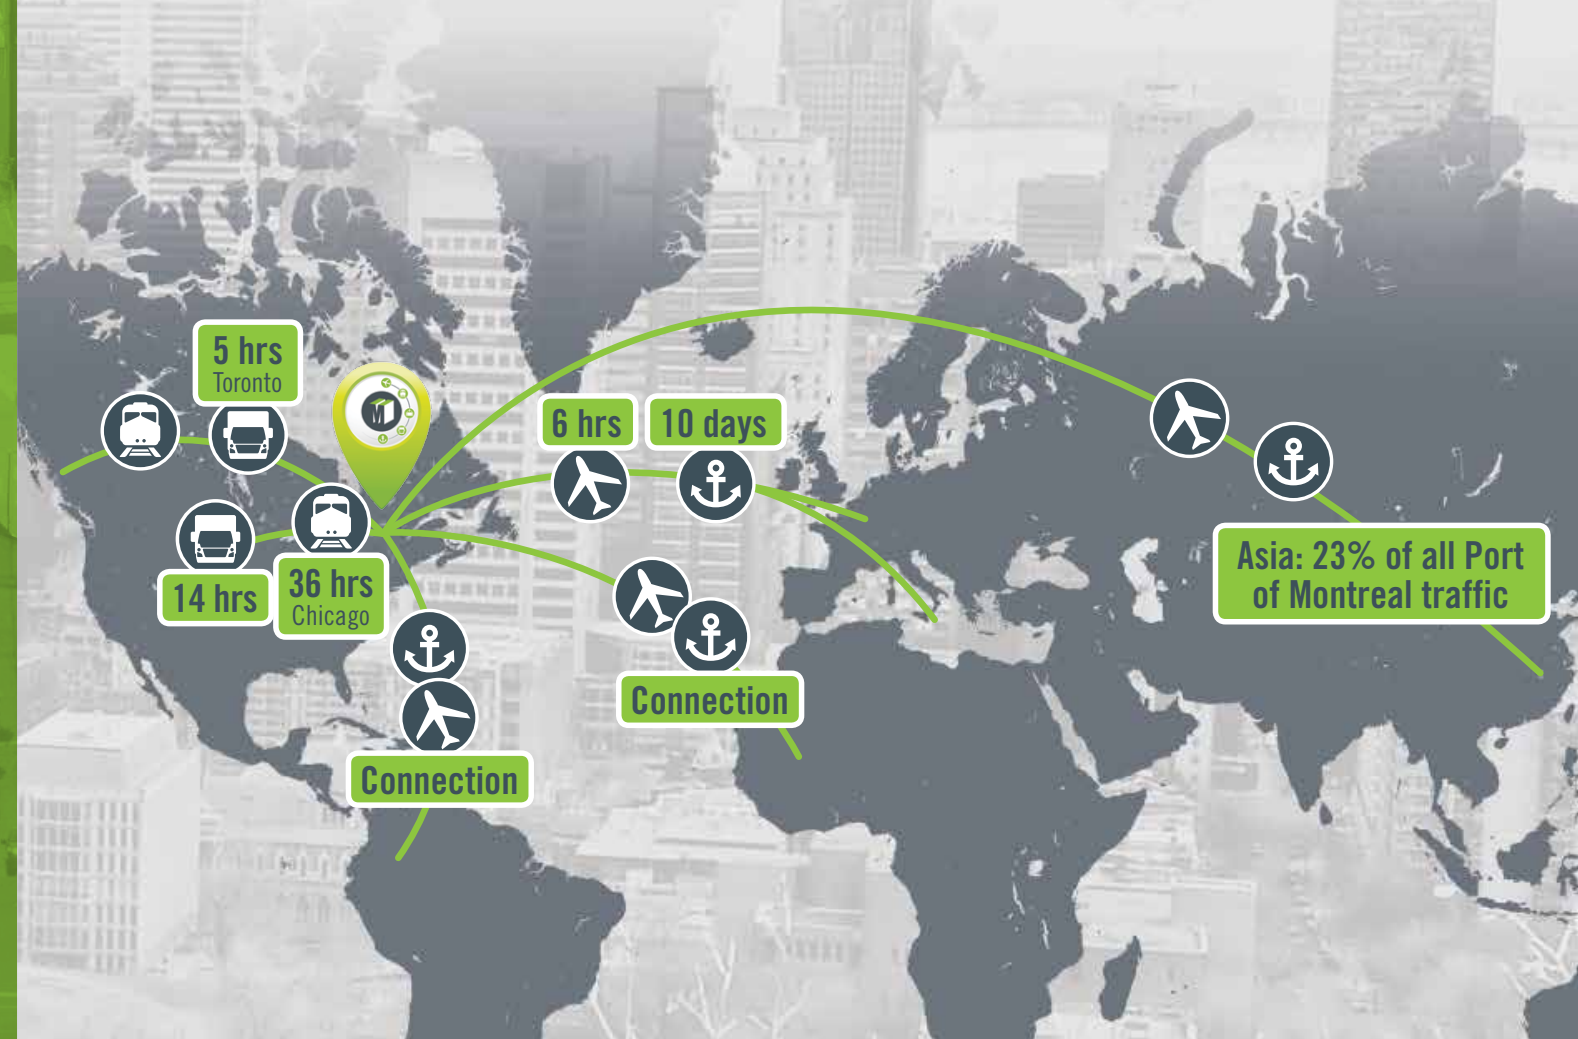 5 hrs
Toronto
M
6 hrs
10 days
14 hrs
36 hrs
Chicago
Asia: 23% of all Port
of Montreal traffic
Connection
Connection